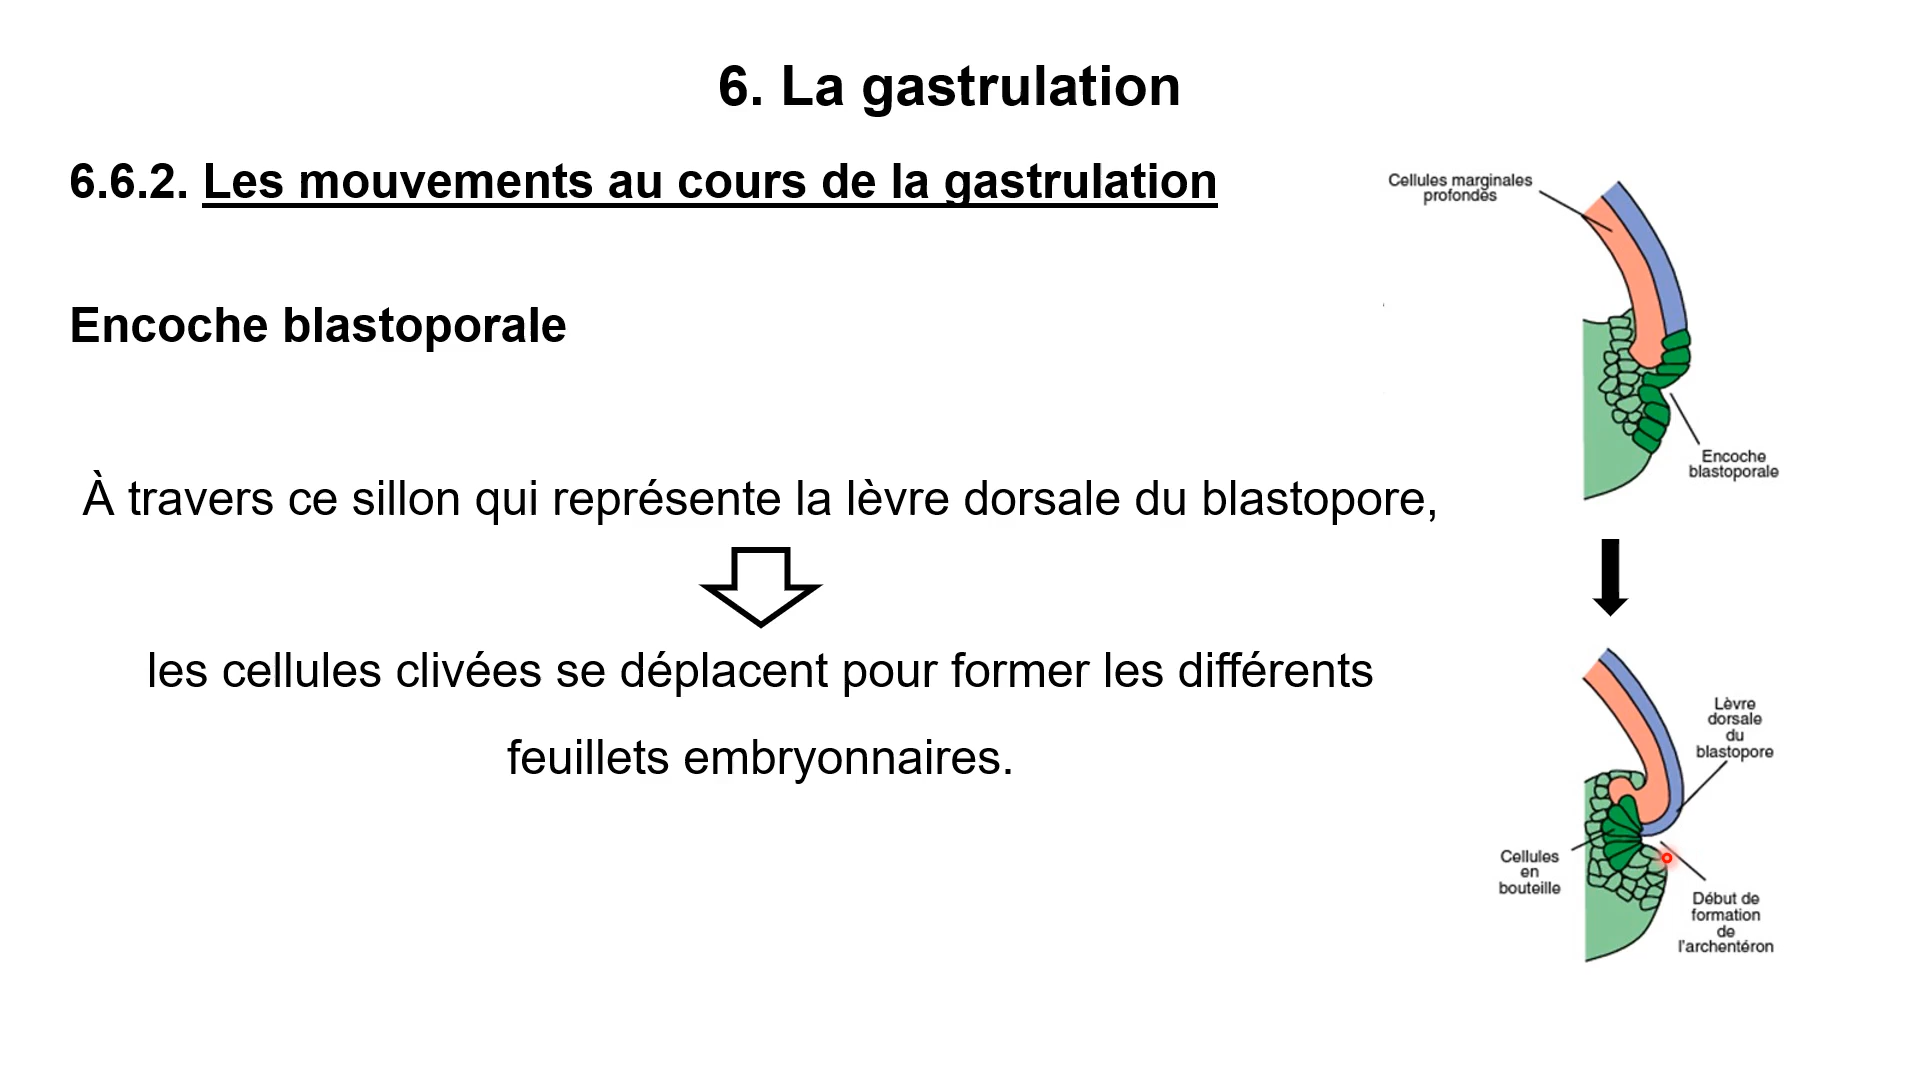 6. La gastrulation
6.6.2. Les mouvements au cours de la gastrulation
Encoche blastoporale
À travers ce sillon qui représente la lèvre dorsale du blastopore,
les cellules clivées se déplacent pour former les différents
feuillets embryonnaires.
Cellules marginales
profondes
Encoche
blastoporale
Lèvre
dorsale
du
blastopore
Cellules
en
bouteille
Début de
formation
de
l'archentéron